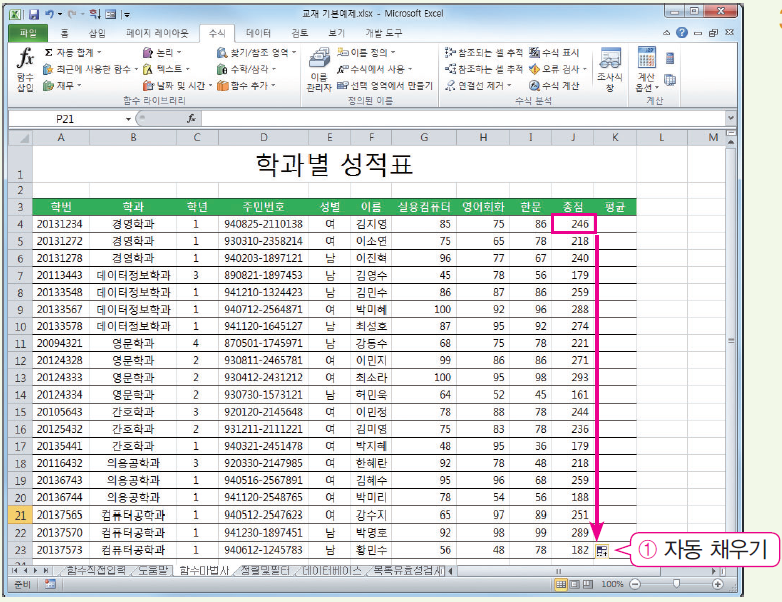 교재 기본예제.xlsx - Microsoft Excel
파일 홈 삽입 페이지 레이아웃 수식 데이터 검토 보기 개발 도구
Σ 자동 합계 논리 찾기/참조 영역 이름 정의 참조되는 셀 추적 수식 표시
fx 함수 삽입 최근에 사용한 함수 텍스트 수학/삼각 이름 관리자 수식에서 사용 참조하는 셀 추적 오류 검사 조사식 창 계산 옵션
재무 날짜 및 시간 함수 추가 선택 영역에서 만들기 연결선 제거 수식 계산
함수 라이브러리 정의된 이름 수식 분석 계산
P21 fx
A B C D E F G H I J K L M
1 학과별 성적표
2
3 학번 학과 학년 주민번호 성별 이름 실용컴퓨터 영어회화 한문 총점 평균
4 20131234 경영학과 1 940825-2110138 여 김지영 85 75 86 246
5 20131272 경영학과 1 930310-2358214 여 이소연 75 65 78 218
6 20131278 경영학과 1 940203-1897121 남 이진혁 96 77 67 240
7 20113443 데이터정보학과 3 890821-1897453 남 김영수 45 78 56 179
8 20133548 데이터정보학과 1 941210-1324423 남 김민수 86 87 86 259
9 20133567 데이터정보학과 1 940712-2564871 여 박미혜 100 92 96 288
10 20133578 데이터정보학과 1 941120-1645127 남 최성호 87 95 92 274
11 20094321 영문학과 4 870501-1745971 남 강동수 68 75 78 221
12 20124328 영문학과 2 930811-2465781 여 이민지 99 86 86 271
13 20124333 영문학과 2 930412-2431212 여 최소라 100 95 98 293
14 20124334 영문학과 2 930730-1573121 남 허민욱 64 52 45 161
15 20105643 간호학과 3 920120-2145648 여 이민정 78 88 78 244
16 20125432 간호학과 2 931211-2111221 여 김미영 75 83 78 236
17 20135441 간호학과 1 940321-2451478 여 박지혜 48 95 36 179
18 20116432 의용공학과 3 920330-2147985 여 한혜란 92 78 48 218
19 20136743 의용공학과 1 940516-2567891 여 김혜수 95 96 68 259
20 20136744 의용공학과 1 941120-2548765 여 박미리 78 54 56 188
21 20137565 컴퓨터공학과 1 940512-2547623 여 강수지 65 97 89 251
22 20137570 컴퓨터공학과 1 941230-1897451 남 박명호 92 98 99 289
23 20137573 컴퓨터공학과 1 940612-1245783 남 황민수 56 48 78 182
① 자동 채우기
함수직접입력 도움말 함수마법사 정렬및필터 데이터베이스 목록유효성검사
준비 100%